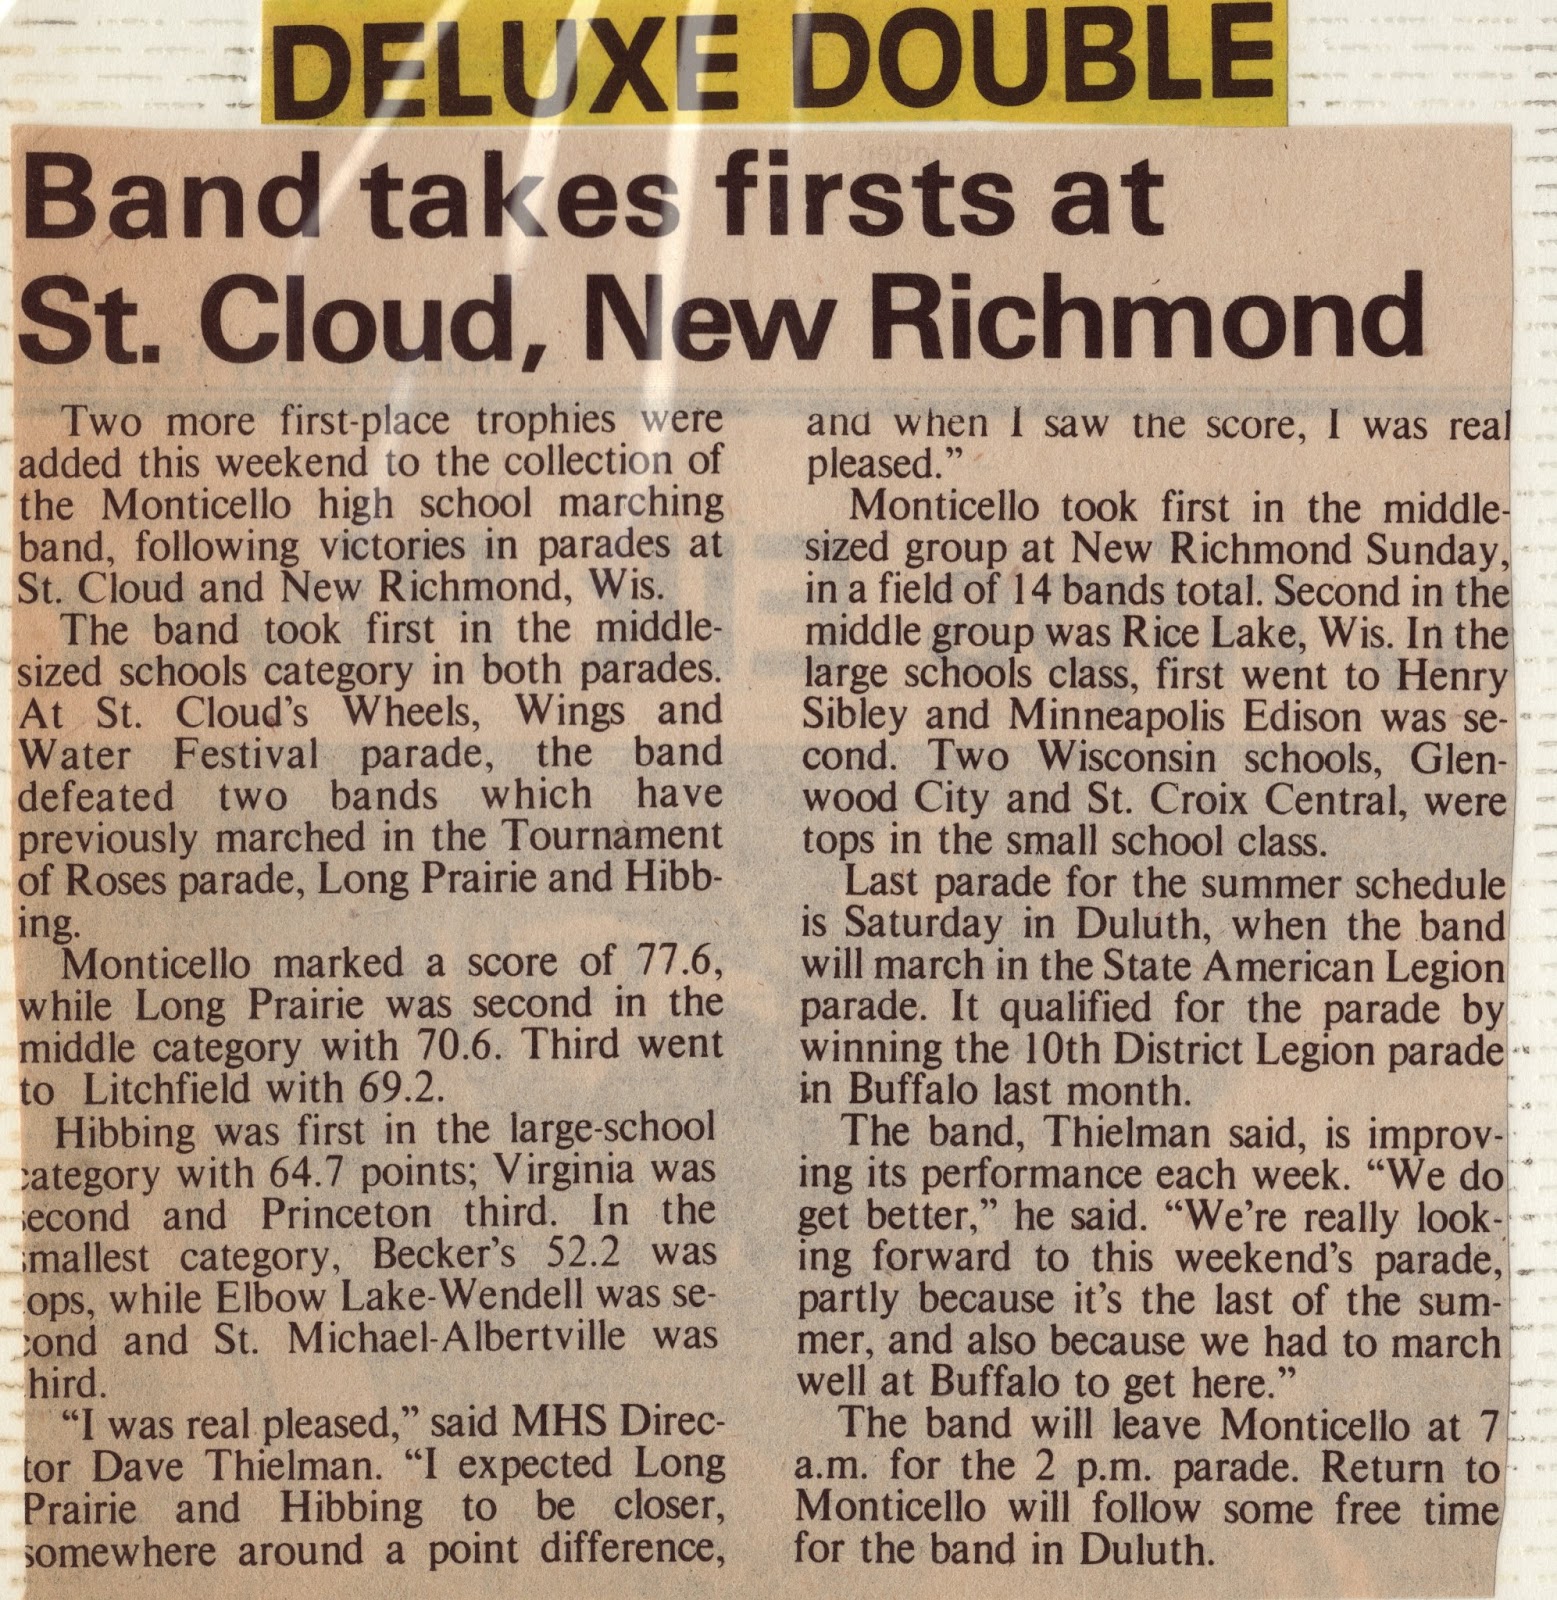 DELUXE DOUBLE
Band takes firsts at
St. Cloud, New Richmond
Two more first-place trophies were
added this weekend to the collection of
the Monticello high school marching
band, following victories in parades at
St. Cloud and New Richmond, Wis.
The band took first in the middle-
sized schools category in both parades.
At St. Cloud's Wheels, Wings and
Water Festival parade, the band
defeated two bands which have
previously marched in the Tournament
of Roses parade, Long Prairie and Hibb-
ing.
Monticello marked a score of 77.6,
while Long Prairie was second in the
middle category with 70.6. Third went
to Litchfield with 69.2.
Hibbing was first in the large-school
category with 64.7 points; Virginia was
second and Princeton third. In the
smallest category, Becker's 52.2 was
ops, while Elbow Lake-Wendell was se-
cond and St. Michael-Albertville was
hird.
"I was real pleased," said MHS Direc-
tor Dave Thielman. "I expected Long
Prairie and Hibbing to be closer,
somewhere around a point difference,
and when I saw the score, I was real
pleased."
Monticello took first in the middle-
sized group at New Richmond Sunday,
in a field of 14 bands total. Second in the
middle group was Rice Lake, Wis. In the
large schools class, first went to Henry
Sibley and Minneapolis Edison was se-
cond. Two Wisconsin schools, Glen-
wood City and St. Croix Central, were
tops in the small school class.
Last parade for the summer schedule
is Saturday in Duluth, when the band
will march in the State American Legion
parade. It qualified for the parade by
winning the 10th District Legion parade
in Buffalo last month.
The band, Thielman said, is improv-
ing its performance each week. "We do
get better," he said. "We're really look-
ing forward to this weekend's parade,
partly because it's the last of the sum-
mer, and also because we had to march
well at Buffalo to get here."
The band will leave Monticello at 7
a.m. for the 2 p.m. parade. Return to
Monticello will follow some free time
for the band in Duluth.